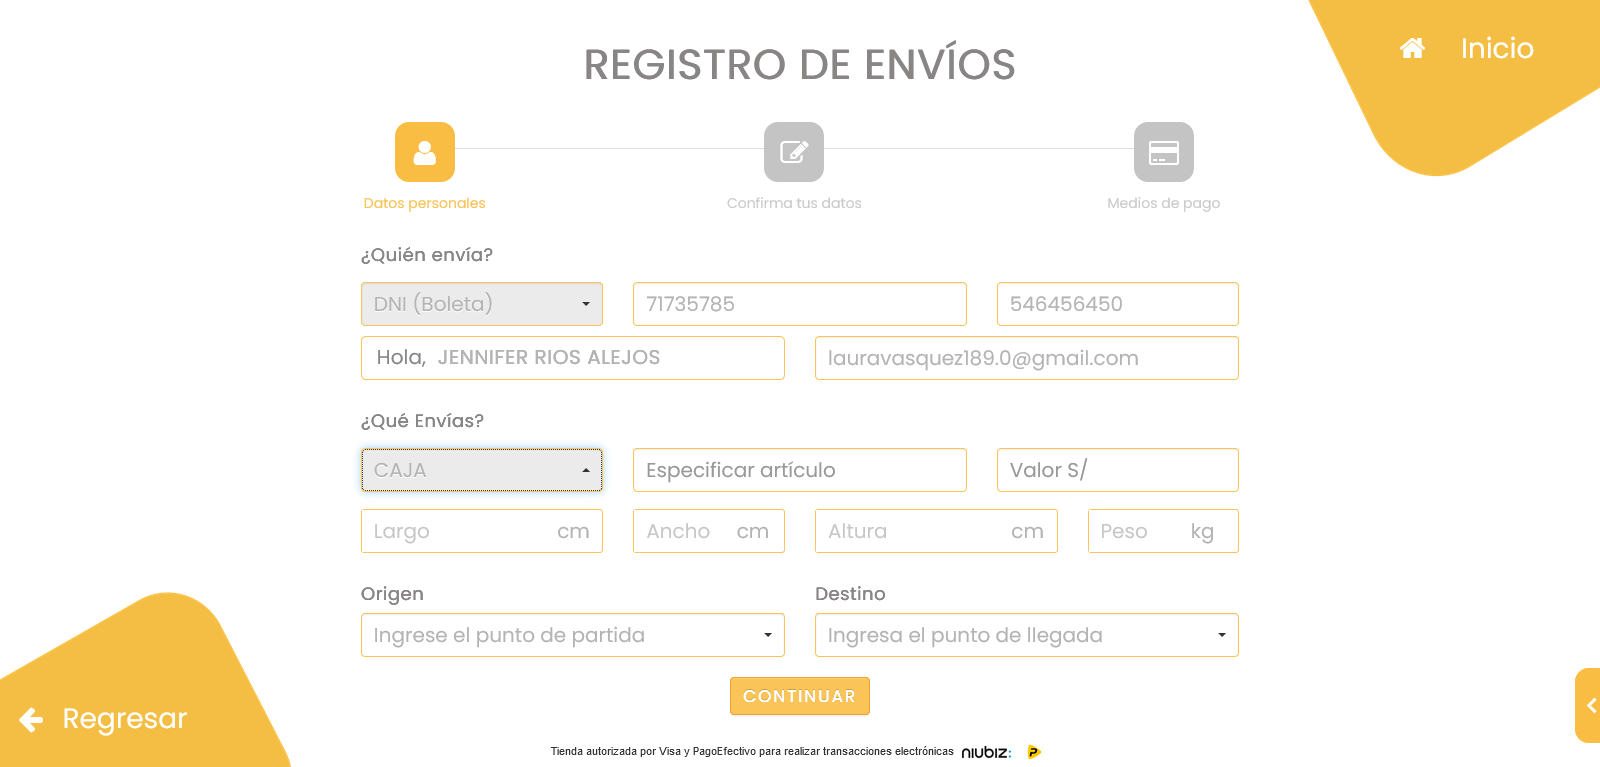 REGISTRO DE ENVÍOS
Inicio
Datos personales
Confirma tus datos
Medios de pago
¿Quién envía?
DNI (Boleta)
71735785
546456450
Hola, JENNIFER RIOS ALEJOS
lauravasquez189.0@gmail.com
¿Qué Envías?
CAJA
Especificar artículo
Valor S/
Largo cm
Ancho cm
Altura cm
Peso kg
Origen
Destino
Ingrese el punto de partida
Ingresa el punto de llegada
CONTINUAR
Regresar
Tienda autorizada por Visa y PagoEfectivo para realizar transacciones electrónicas niubiz: P